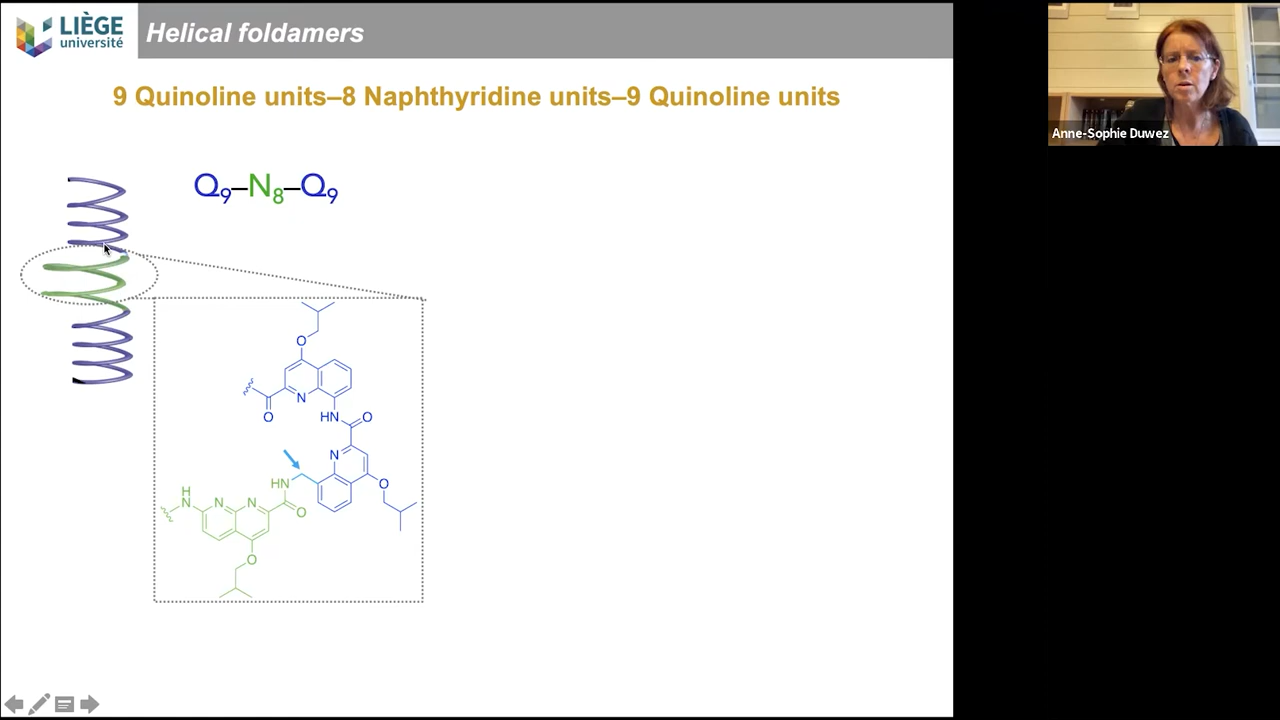 LIÈGE
université
Helical foldamers
9 Quinoline units–8 Naphthyridine units–9 Quinoline units
Q9–N8–Q9
Anne-Sophie Duwez
O
N
O
HN
O
N
O
HN
O
H
N
N
N
O